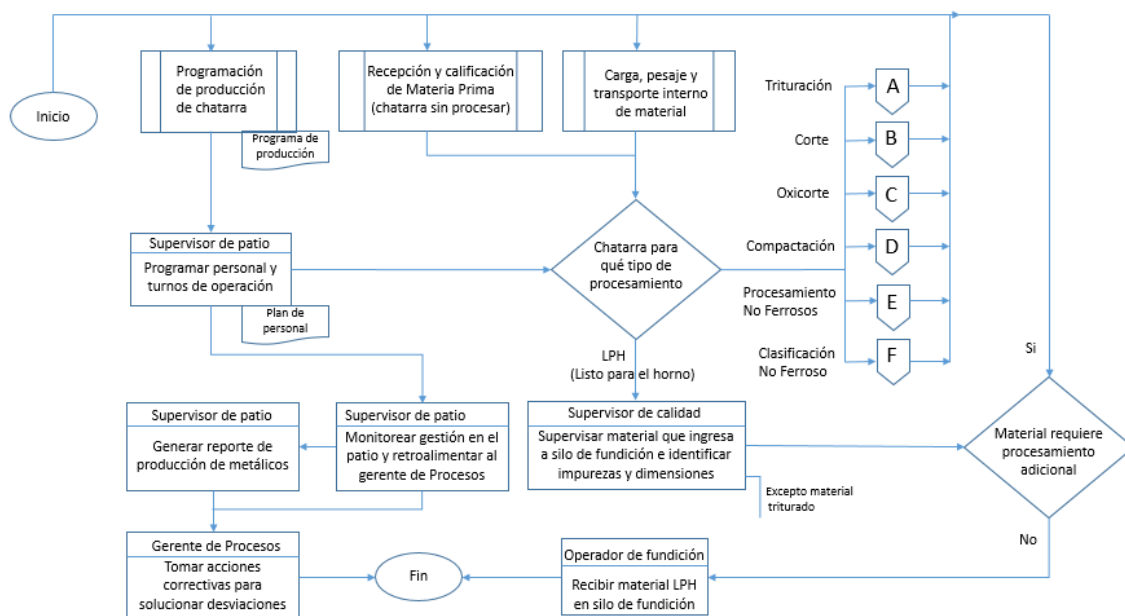 Inicio
Programación
de producción
de chatarra
Programa de
producción
Recepción y calificación
de Materia Prima
(chatarra sin procesar)
Carga, pesaje y
transporte interno
de material
Trituración
A
Corte
B
Oxicorte
C
Compactación
D
Procesamiento
No Ferrosos
E
Clasificación
No Ferroso
F
Supervisor de patio
Programar personal y
turnos de operación
Plan de
personal
Chatarra para
qué tipo de
procesamiento
LPH
(Listo para el horno)
Si
Supervisor de patio
Generar reporte de
producción de metálicos
Supervisor de patio
Monitorear gestión en el
patio y retroalimentar al
gerente de Procesos
Supervisor de calidad
Supervisar material que ingresa
a silo de fundición e identificar
impurezas y dimensiones
Excepto material
triturado
Material requiere
procesamiento
adicional
No
Gerente de Procesos
Tomar acciones
correctivas para
solucionar desviaciones
Fin
Operador de fundición
Recibir material LPH
en silo de fundición